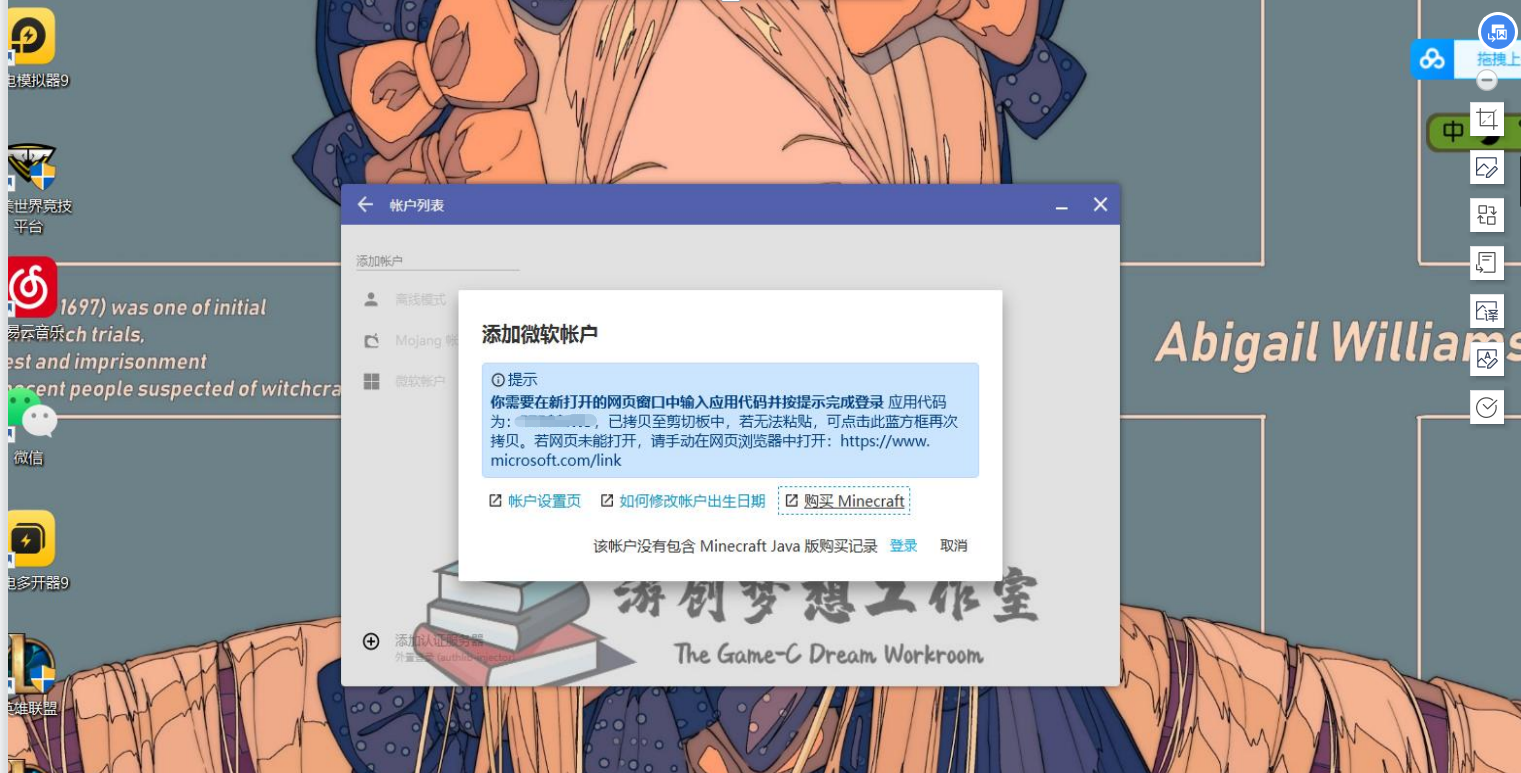 模拟器9
世界竞技
平台
1697) was one of initial
易云音乐
ch trials,
est and imprisonment
ocent people suspected of witchcra
微信
多开器9
雄联盟
拖拽上
中
译
A
Abigail Williams
帐户列表
添加帐户
离线模式
Mojang 帐
微软帐户
添加微软帐户
提示
你需要在新打开的网页窗口中输入应用代码并按提示完成登录 应用代码
为：，已拷贝至剪切板中，若无法粘贴，可点击此蓝方框再次
拷贝。若网页未能打开，请手动在网页浏览器中打开：https://www.
microsoft.com/link
帐户设置页 如何修改帐户出生日期 购买 Minecraft
该帐户没有包含 Minecraft Java 版购买记录 登录 取消
游创梦想工作室
The Game-C Dream Workroom
添加认证服务器
外置登录 (authlib-injector)